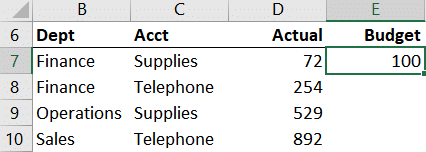 B C D E
6 Dept Acct Actual Budget
7 Finance Supplies 72 100
8 Finance Telephone 254
9 Operations Supplies 529
10 Sales Telephone 892